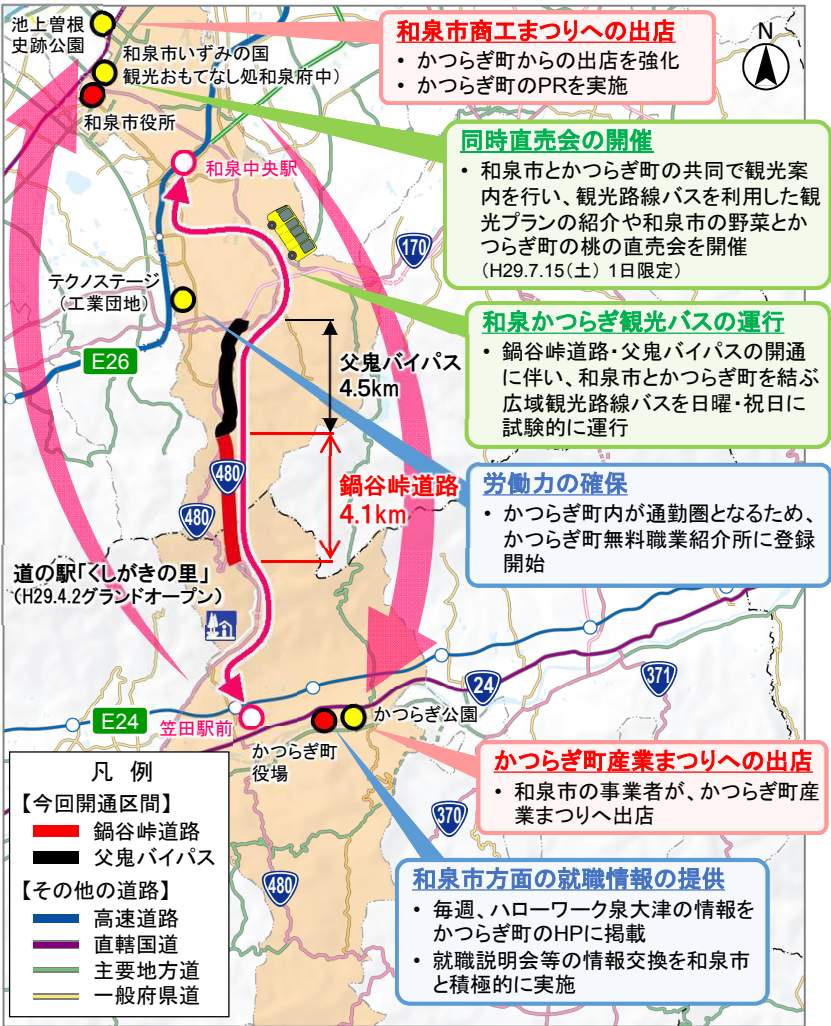 池上曽根
史跡公園
和泉市いずみの国
観光おもてなし処和泉府中)
和泉市役所
和泉中央駅
N
和泉市商工まつりへの出店
• かつらぎ町からの出店を強化
• かつらぎ町のPRを実施
同時直売会の開催
• 和泉市とかつらぎ町の共同で観光案
内を行い、観光路線バスを利用した観
光プランの紹介や和泉市の野菜とか
つらぎ町の桃の直売会を開催
(H29.7.15(土) 1日限定)
170
テクノステージ
(工業団地)
E26
和泉かつらぎ観光バスの運行
• 鍋谷峠道路・父鬼バイパスの開通
に伴い、和泉市とかつらぎ町を結ぶ
広域観光路線バスを日曜・祝日に
試験的に運行
父鬼バイパス
4.5km
480
480
鍋谷峠道路
4.1km
労働力の確保
• かつらぎ町内が通勤圏となるため、
かつらぎ町無料職業紹介所に登録
開始
道の駅「くしがきの里」
(H29.4.2グランドオープン)
24
371
E24
笠田駅前
かつらぎ公園
かつらぎ町
役場
かつらぎ町産業まつりへの出店
• 和泉市の事業者が、かつらぎ町産
業まつりへ出店
370
480
和泉市方面の就職情報の提供
• 毎週、ハローワーク泉大津の情報を
かつらぎ町のHPに掲載
• 就職説明会等の情報交換を和泉市
と積極的に実施
凡 例
【今回開通区間】
鍋谷峠道路
父鬼バイパス
【その他の道路】
高速道路
直轄国道
主要地方道
一般府県道